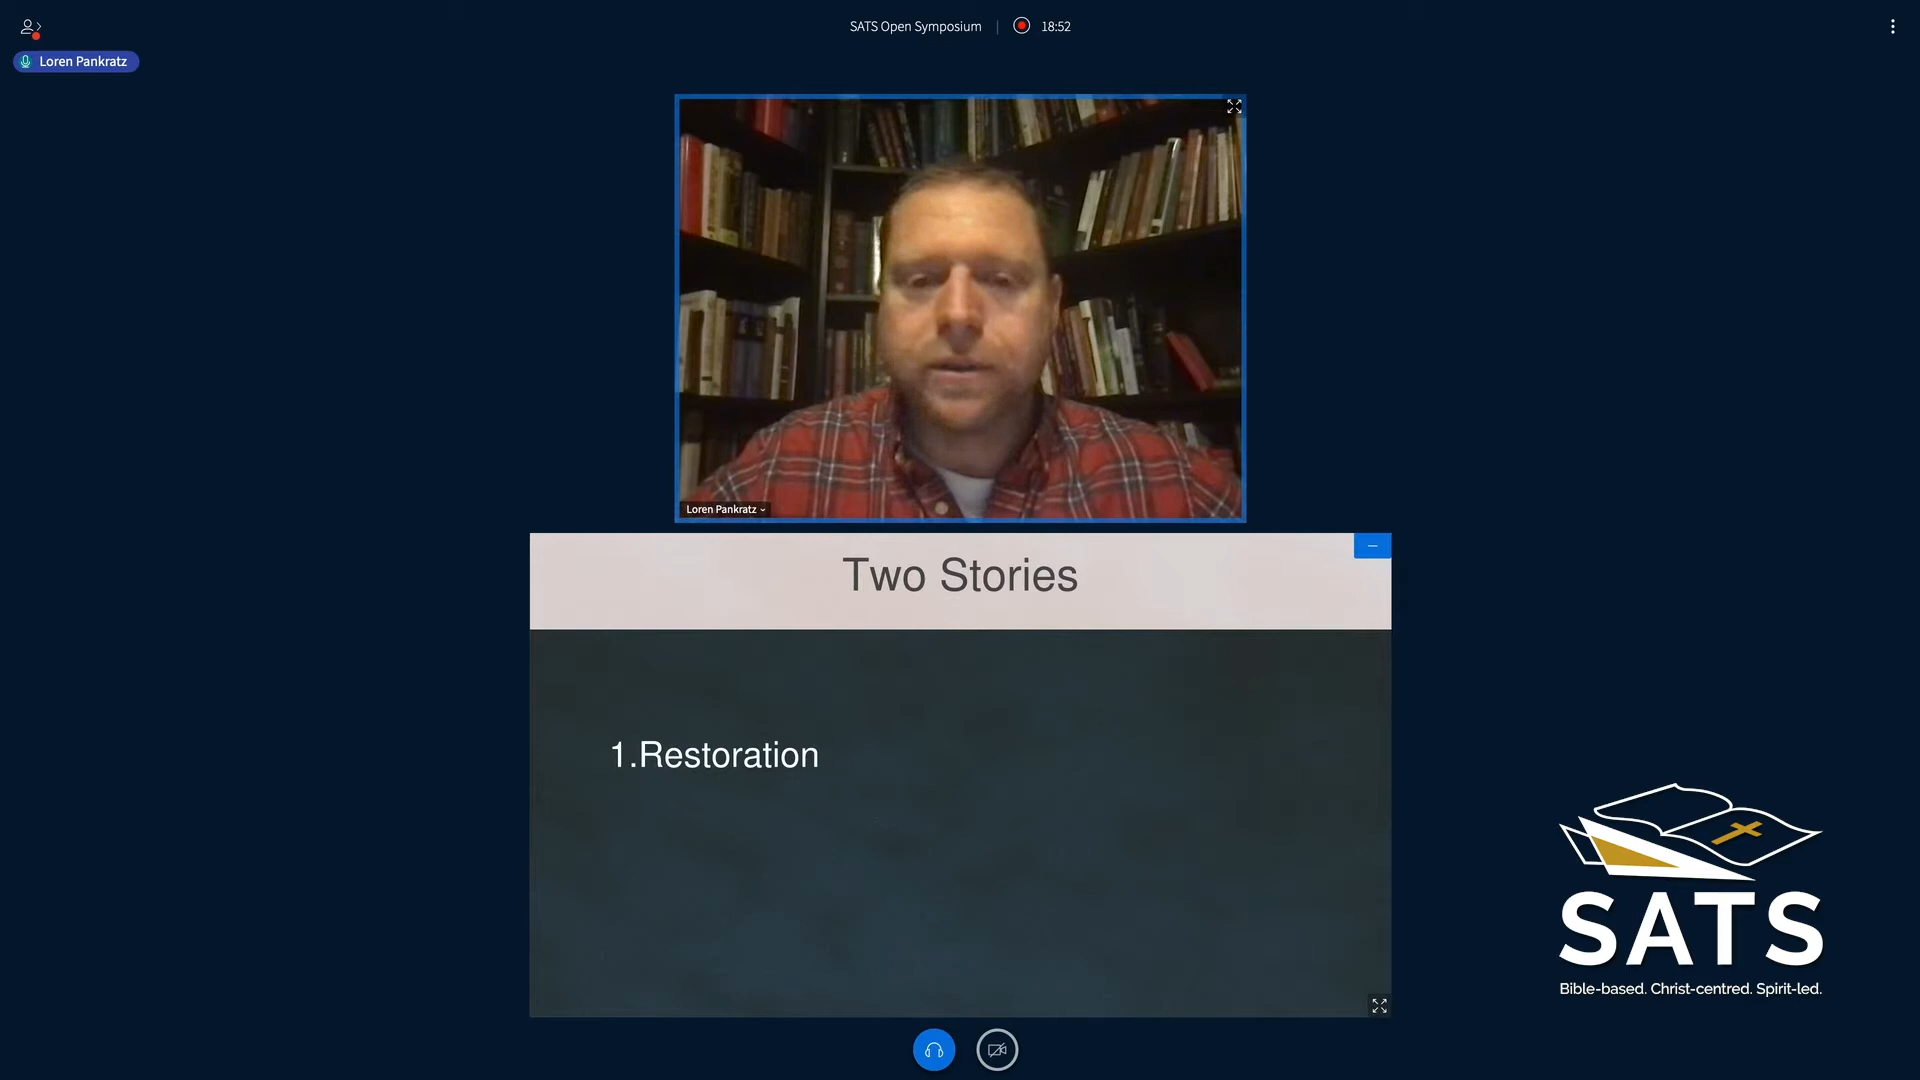 SATS Open Symposium
18:52
Loren Pankratz
Loren Pankratz
Two Stories
1.Restoration
SATS
Bible-based. Christ-centred. Spirit-led.